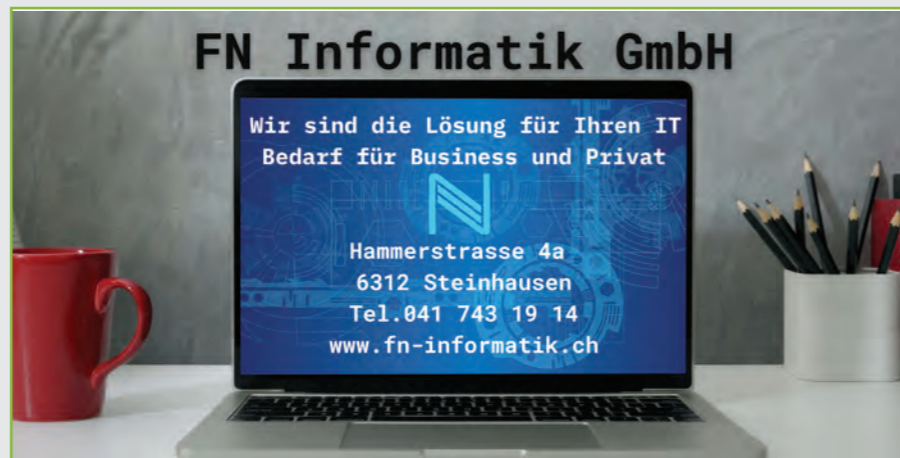 FN Informatik GmbH
Wir sind die Lösung für Ihren IT
Bedarf für Business und Privat
Hammerstrasse 4a
6312 Steinhausen
Tel.041 743 19 14
www.fn-informatik.ch